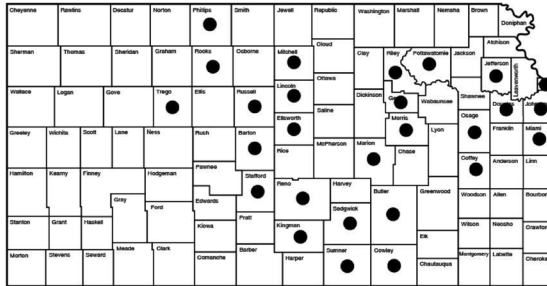 Cheyenne Rawlins Decatur Norton Phillips Smith Jewell Republic Washington Marshall Nemaha Brown
Doniphan
Atchison
Sherman Thomas Sheridan Graham Rooks Osborne Mitchell Cloud Clay Riley Pottawatomie Jackson Jefferson
Leavenworth
Ottawa
Wallace Logan Gove Trego Ellis Russell Lincoln Dickinson Wabaunsee Shawnee
Saline
Ellsworth Morris Osage Franklin Miami
Greeley Wichita Scott Lane Ness Rush Barton Lyon
Rice McPherson Marion Chase Coffey Anderson Linn
Pawnee
Hamilton Kearny Finney Hodgeman Stafford Reno Harvey Butler Greenwood Woodson Allen Bourbon
Gray Edwards
Ford Sedgwick
Stanton Grant Haskell Pratt Kiowa Kingman Elk Wilson Neosho
Meade Clark Barber Sumner Cowley Montgomery Labette
Morton Stevens Seward Comanche Harper Chautauqua